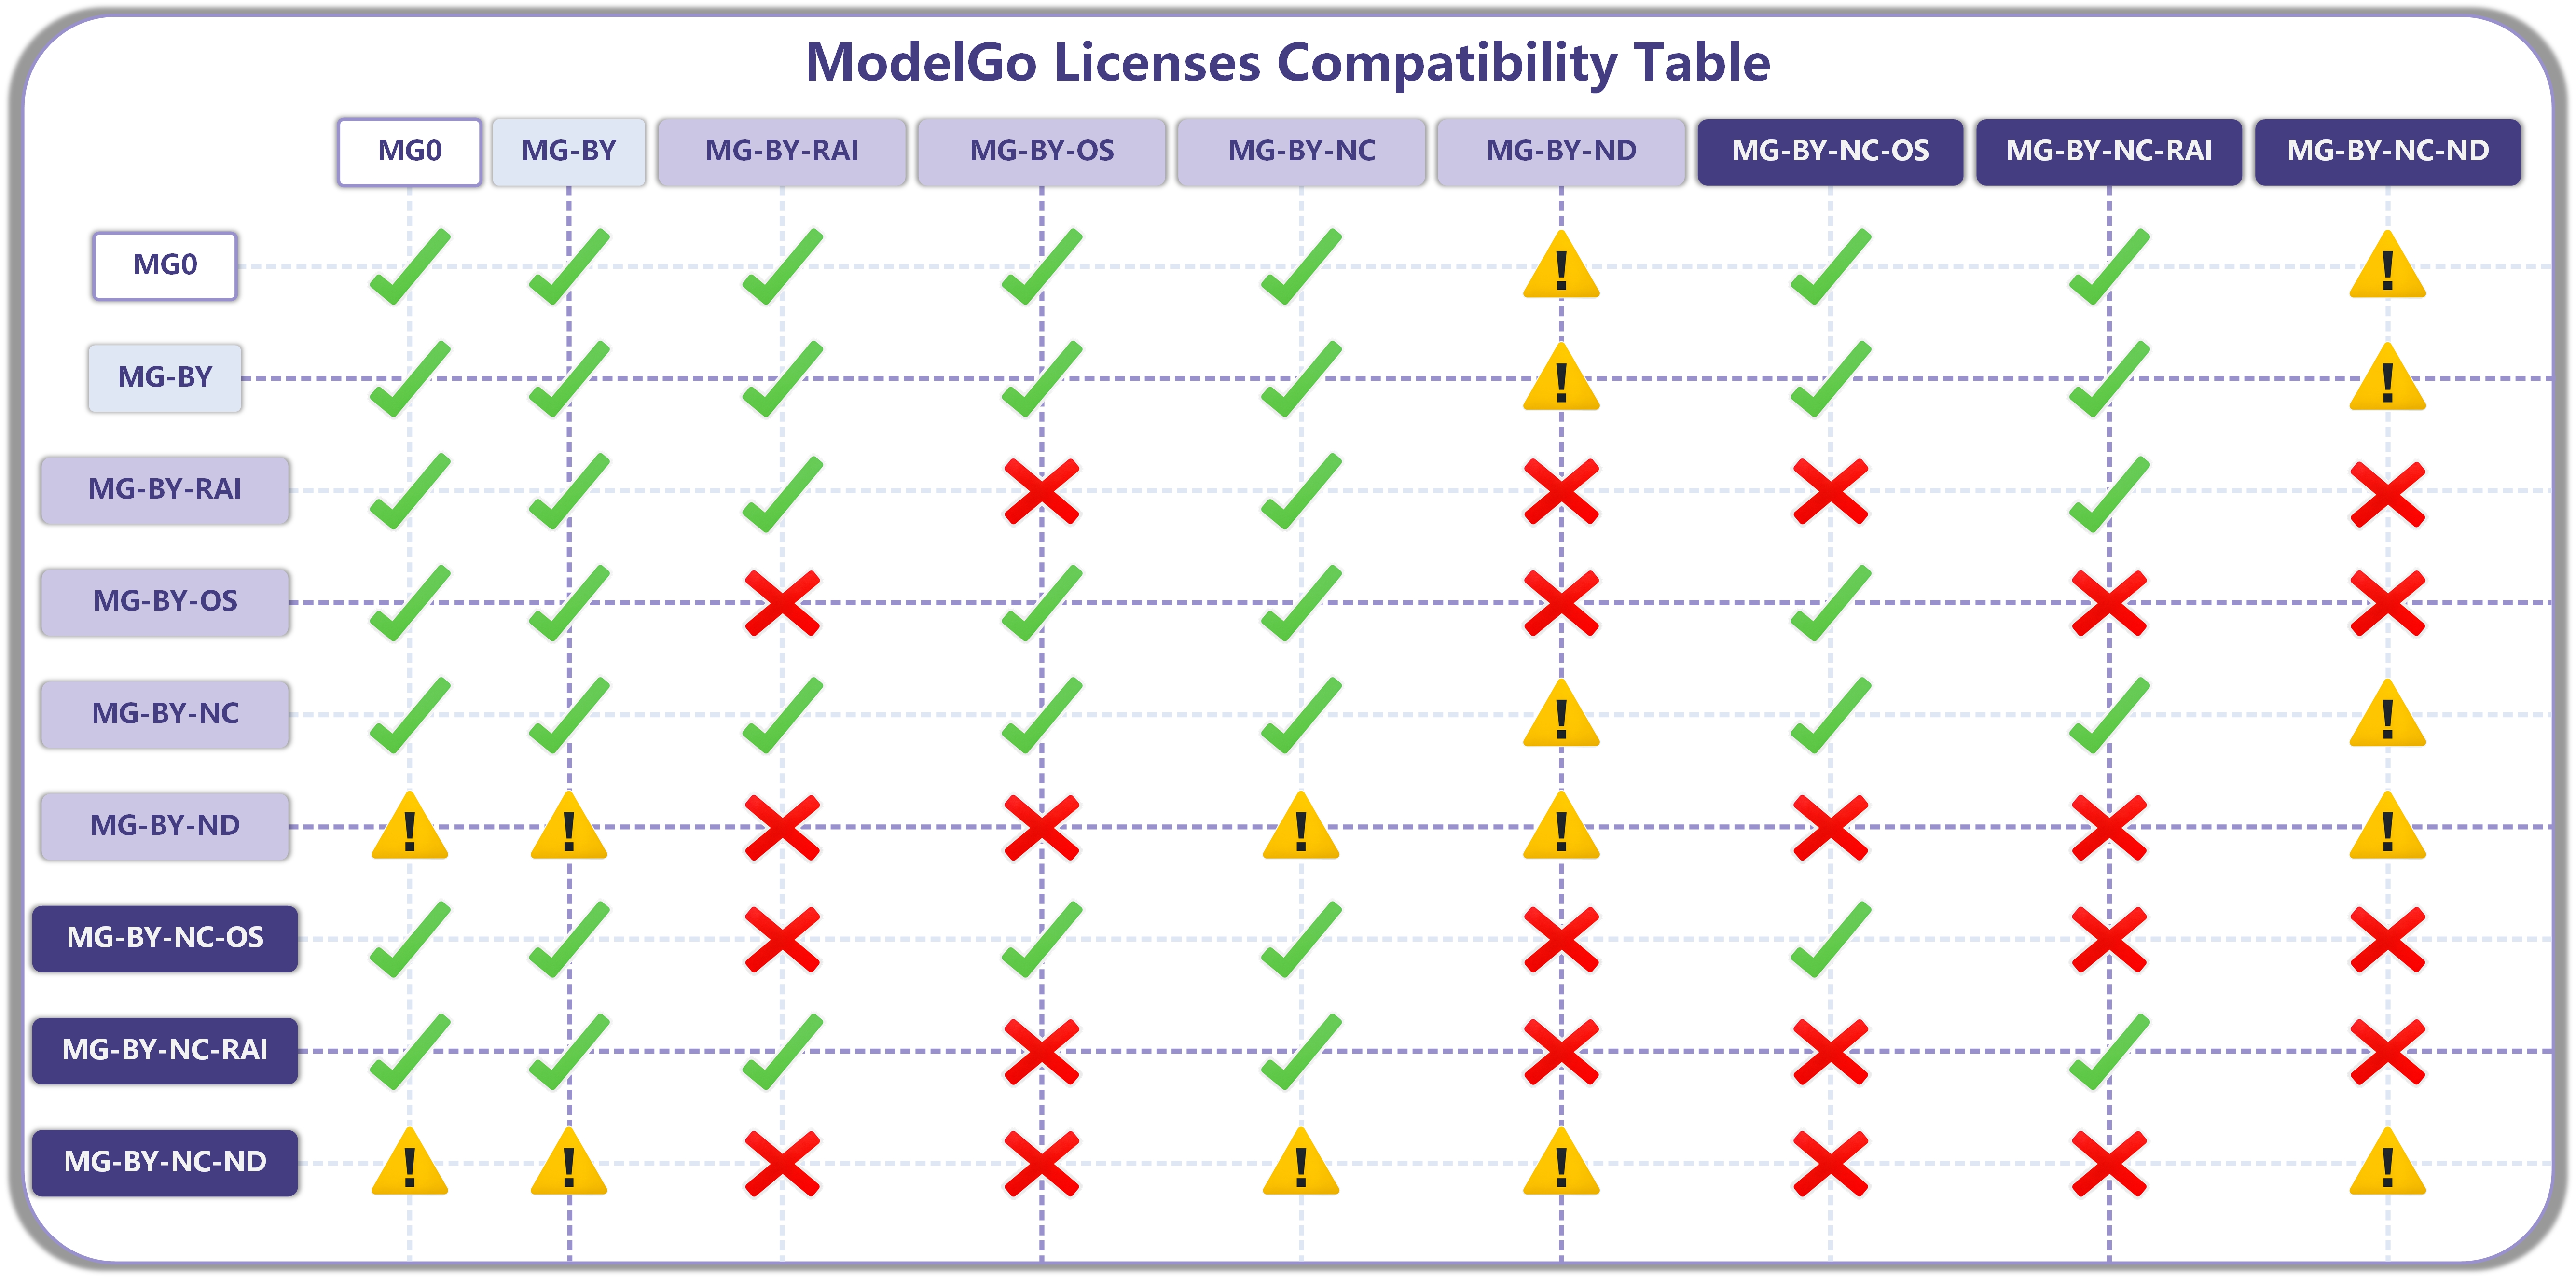 ModelGo Licenses Compatibility Table
MG0 MG-BY MG-BY-RAI MG-BY-OS MG-BY-NC MG-BY-ND MG-BY-NC-OS MG-BY-NC-RAI MG-BY-NC-ND
MG0 ! !
MG-BY ! !
MG-BY-RAI
MG-BY-OS
MG-BY-NC ! !
MG-BY-ND ! ! ! ! !
MG-BY-NC-OS
MG-BY-NC-RAI
MG-BY-NC-ND ! ! ! ! !